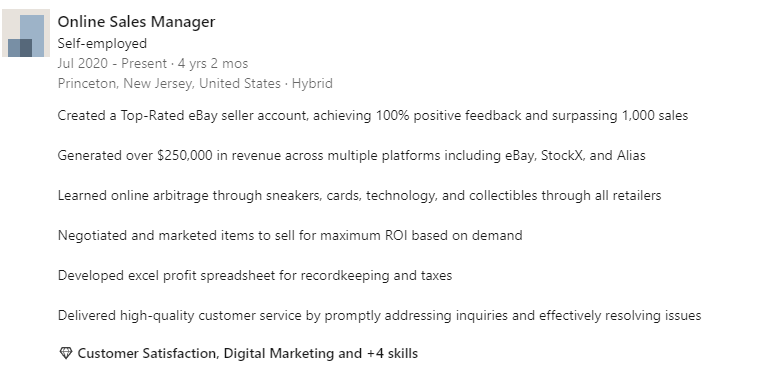 Online Sales Manager
Self-employed
Jul 2020 - Present · 4 yrs 2 mos
Princeton, New Jersey, United States · Hybrid
Created a Top-Rated eBay seller account, achieving 100% positive feedback and surpassing 1,000 sales
Generated over $250,000 in revenue across multiple platforms including eBay, StockX, and Alias
Learned online arbitrage through sneakers, cards, technology, and collectibles through all retailers
Negotiated and marketed items to sell for maximum ROI based on demand
Developed excel profit spreadsheet for recordkeeping and taxes
Delivered high-quality customer service by promptly addressing inquiries and effectively resolving issues
Customer Satisfaction, Digital Marketing and +4 skills